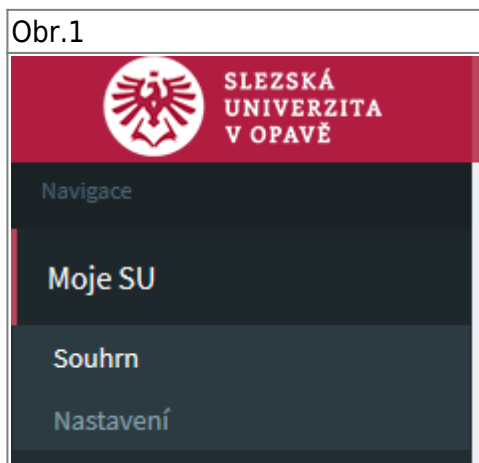 Obr.1
SLEZSKÁ
UNIVERZITA
V OPAVĚ
Navigace
Moje SU
Souhrn
Nastavení